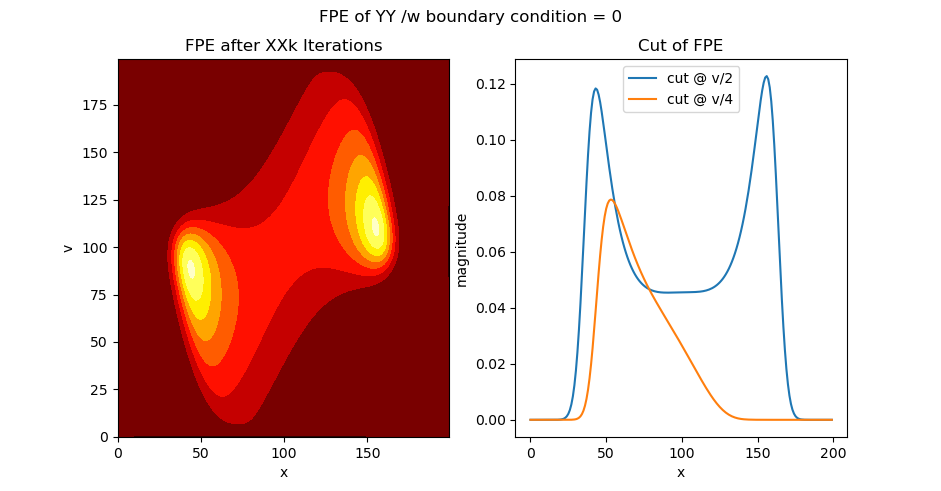 FPE of YY /w boundary condition = 0
FPE after XXk Iterations
175
150
125
100
75
50
25
0
v
0
50
100
150
x
Cut of FPE
cut @ v/2
cut @ v/4
0.12
0.10
0.08
0.06
0.04
0.02
0.00
magnitude
0
50
100
150
200
x